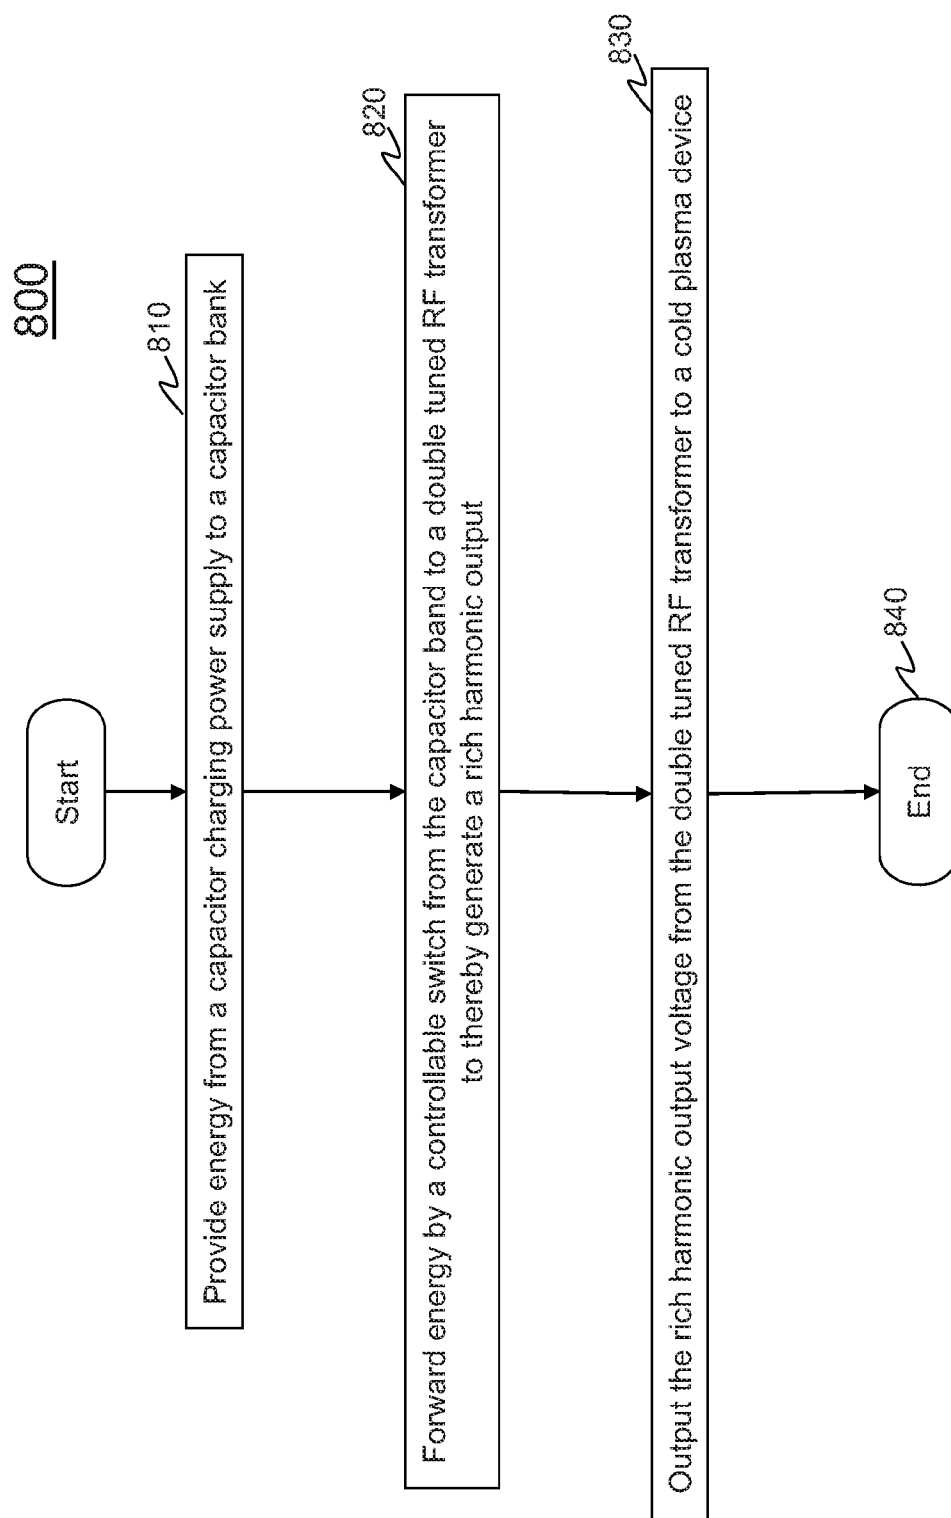 800
Start
810
Provide energy from a capacitor charging power supply to a capacitor bank
820
Forward energy by a controllable switch from the capacitor band to a double tuned RF transformer
to thereby generate a rich harmonic output
830
Output the rich harmonic output voltage from the double tuned RF transformer to a cold plasma device
840
End